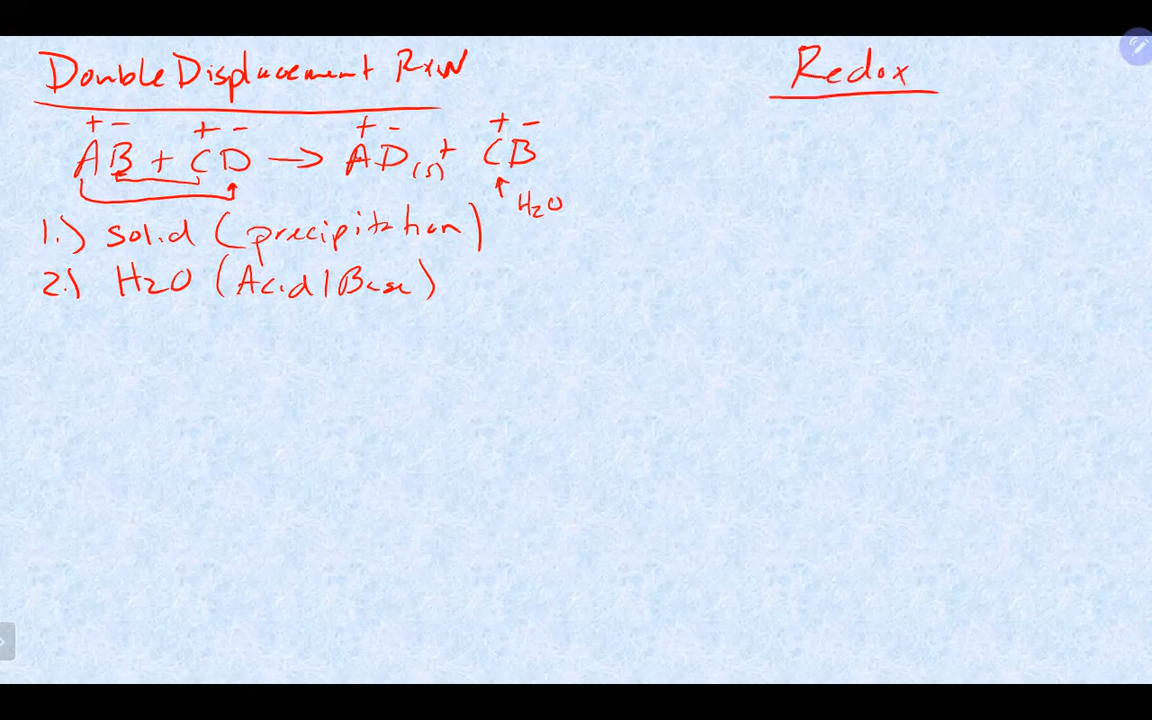 Double Displacement RXN
Redox
+ - + - + - + -
AB + CD → AD(s) + CB
H2O
1.) solid (precipitation)
2.) H2O (Acid/Base)